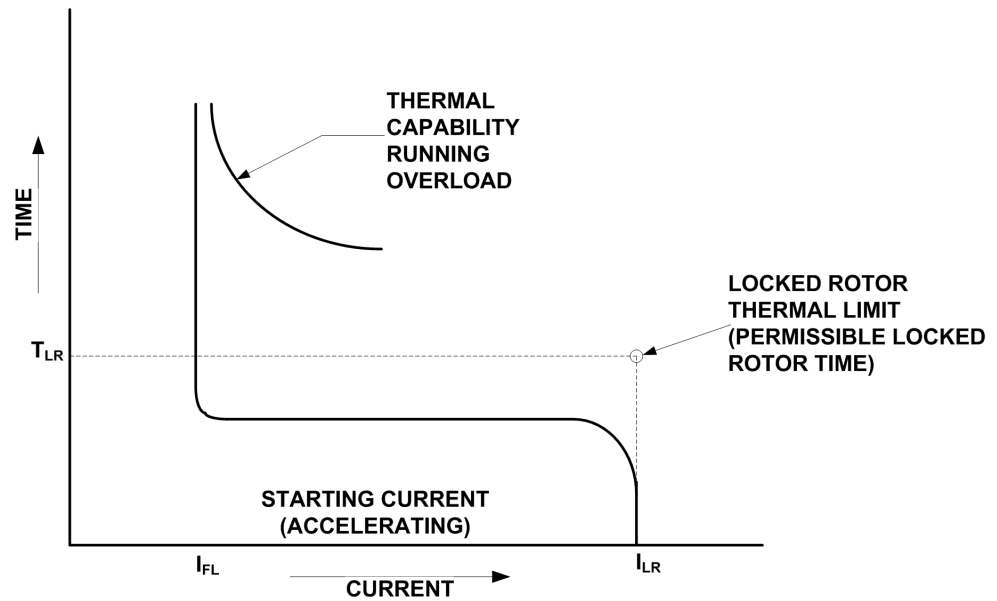 THERMAL
CAPABILITY
RUNNING
OVERLOAD
TIME
LOCKED ROTOR
THERMAL LIMIT
(PERMISSIBLE LOCKED
ROTOR TIME)
TLR
STARTING CURRENT
(ACCELERATING)
IFL
ILR
CURRENT